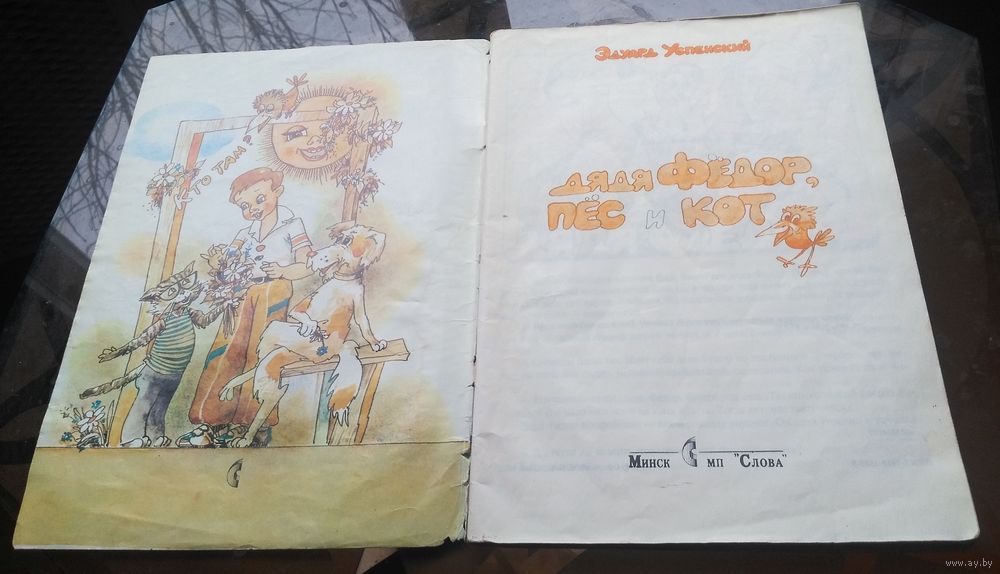 КТО ТАМ?
Эдуард Успенский
ДЯДЯ ФЁДОР,
ПЁС И КОТ
Минск МП "Слова"
www.ay.by